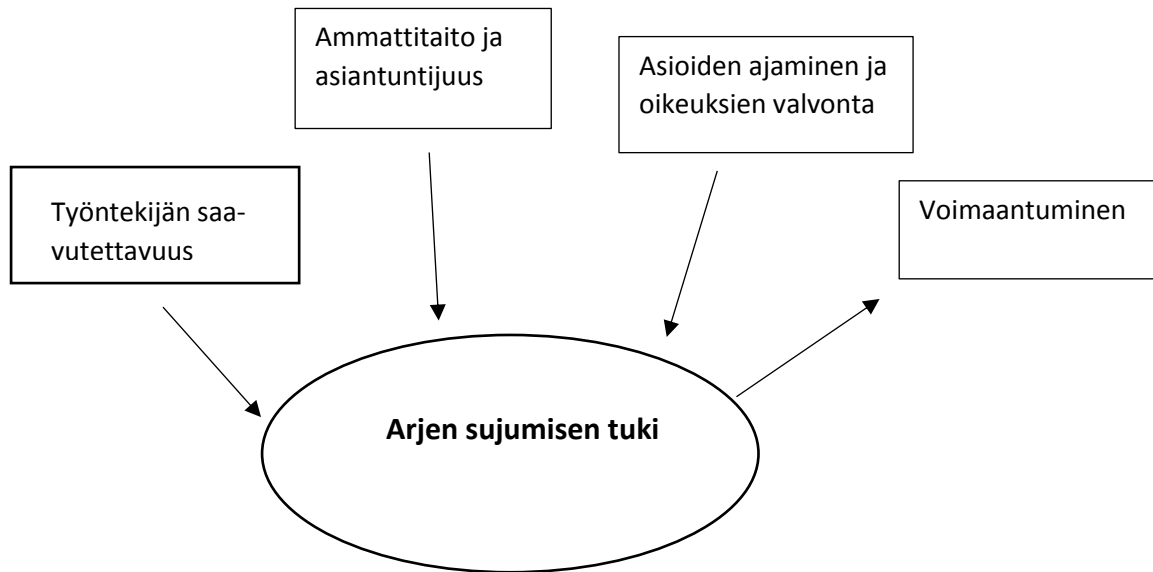 Ammattitaito ja
asiantuntijuus
Asioiden ajaminen ja
oikeuksien valvonta
Työntekijän saa-
vutettavuus
Voimaantuminen
Arjen sujumisen tuki